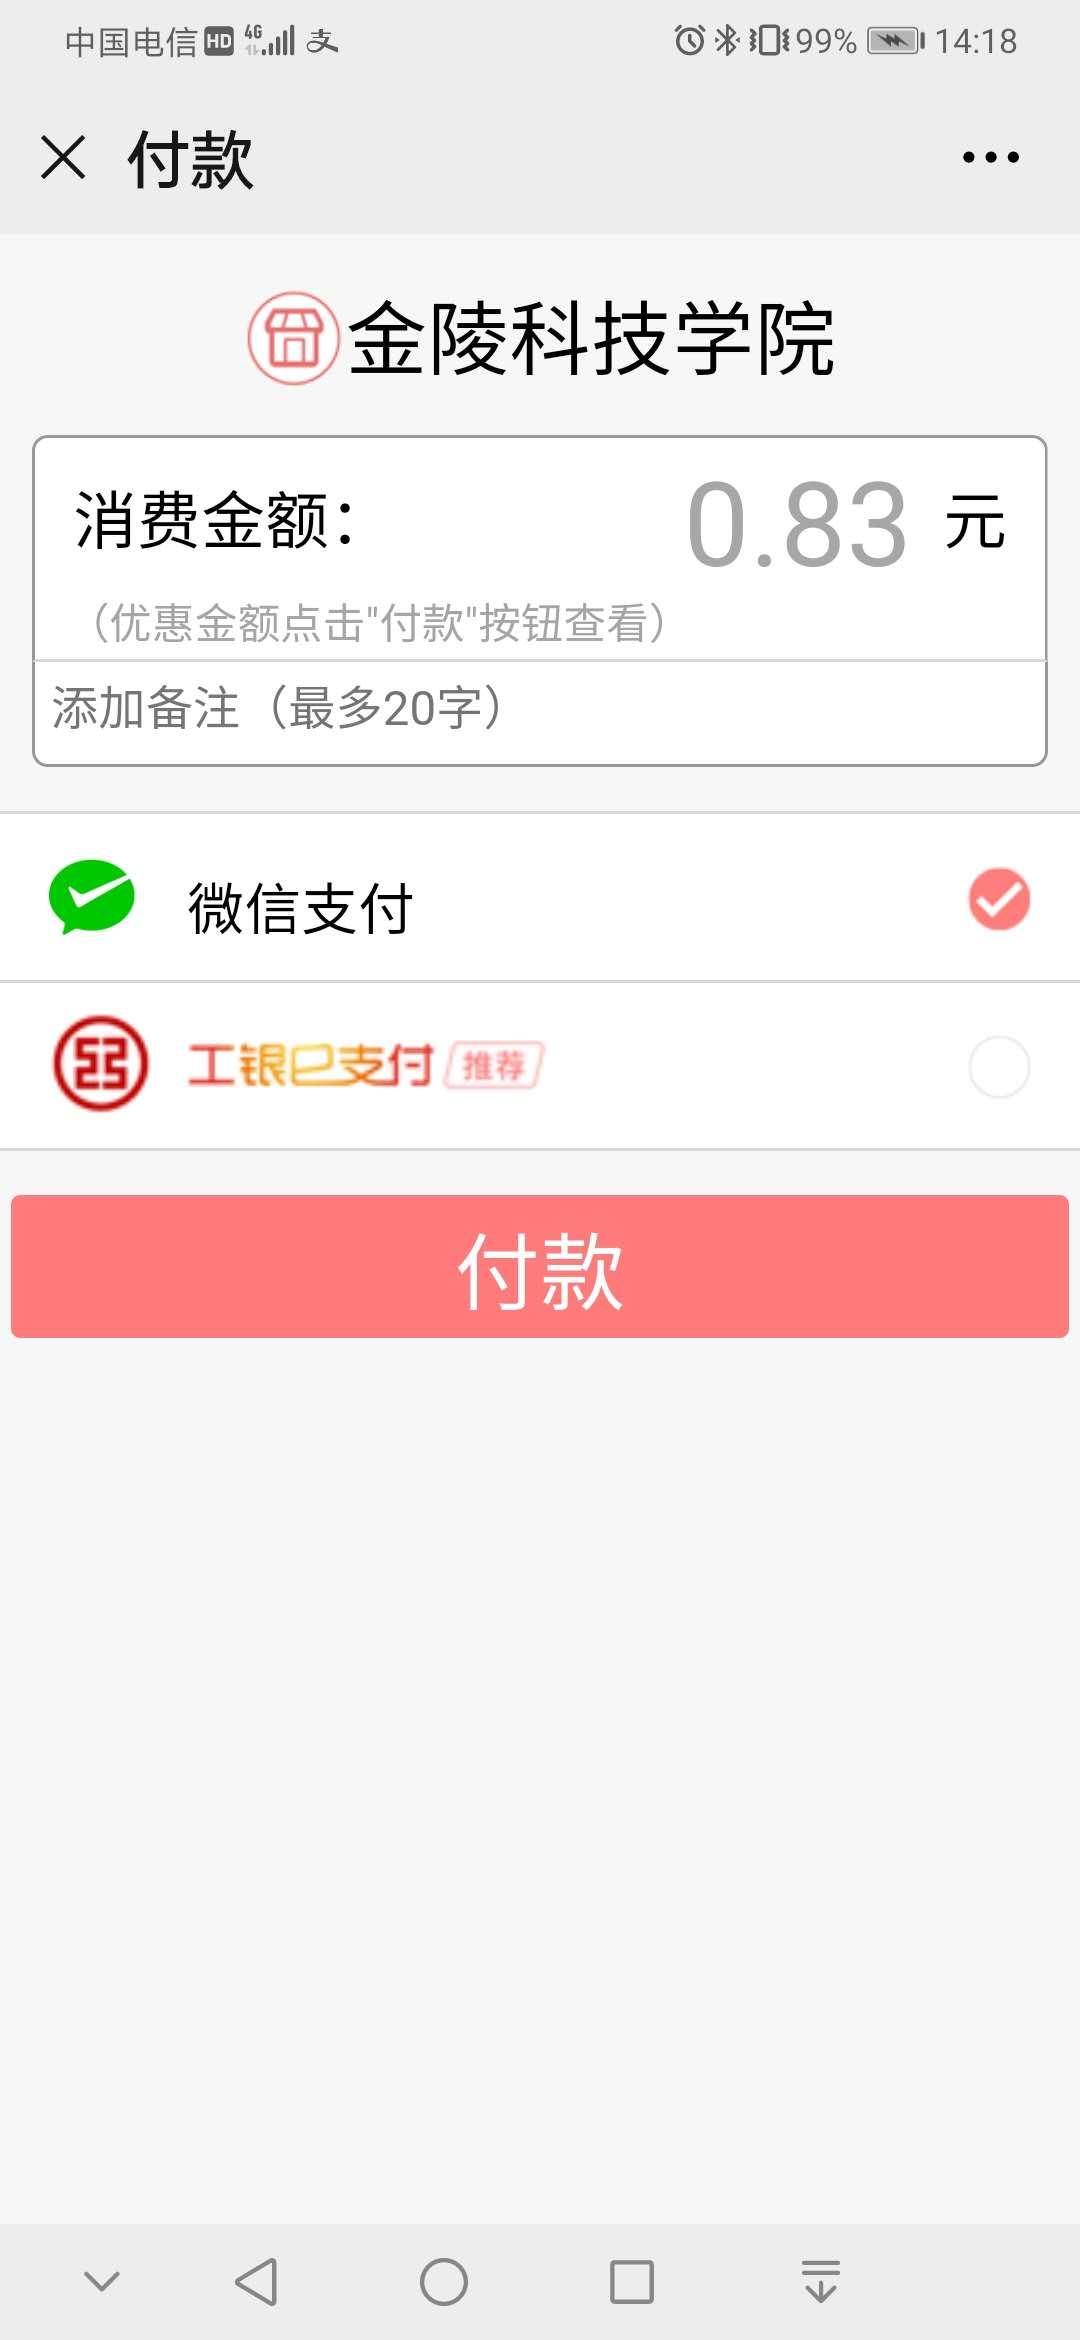 中国电信 HD 4G 支 99% 14:18
付款
金陵科技学院
消费金额： 0.83 元
（优惠金额点击"付款"按钮查看）
添加备注（最多20字）
微信支付
工银e支付 推荐
付款